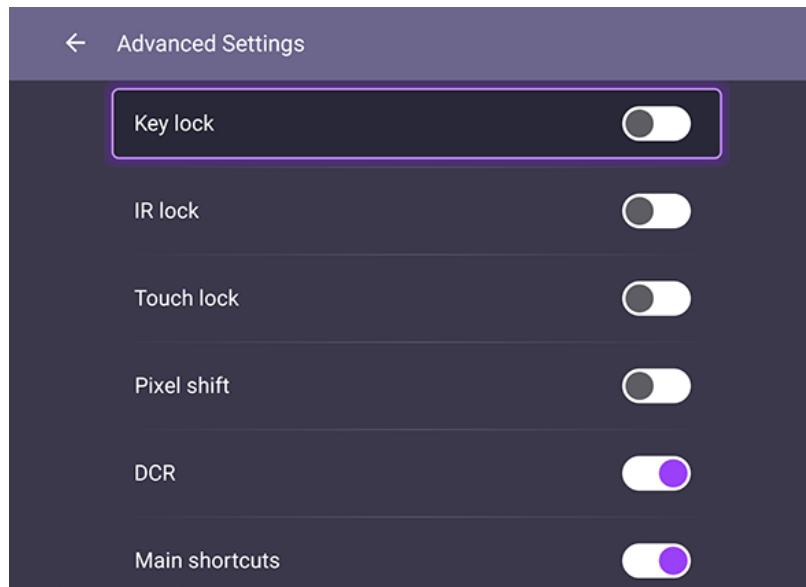 Advanced Settings
Key lock
IR lock
Touch lock
Pixel shift
DCR
Main shortcuts